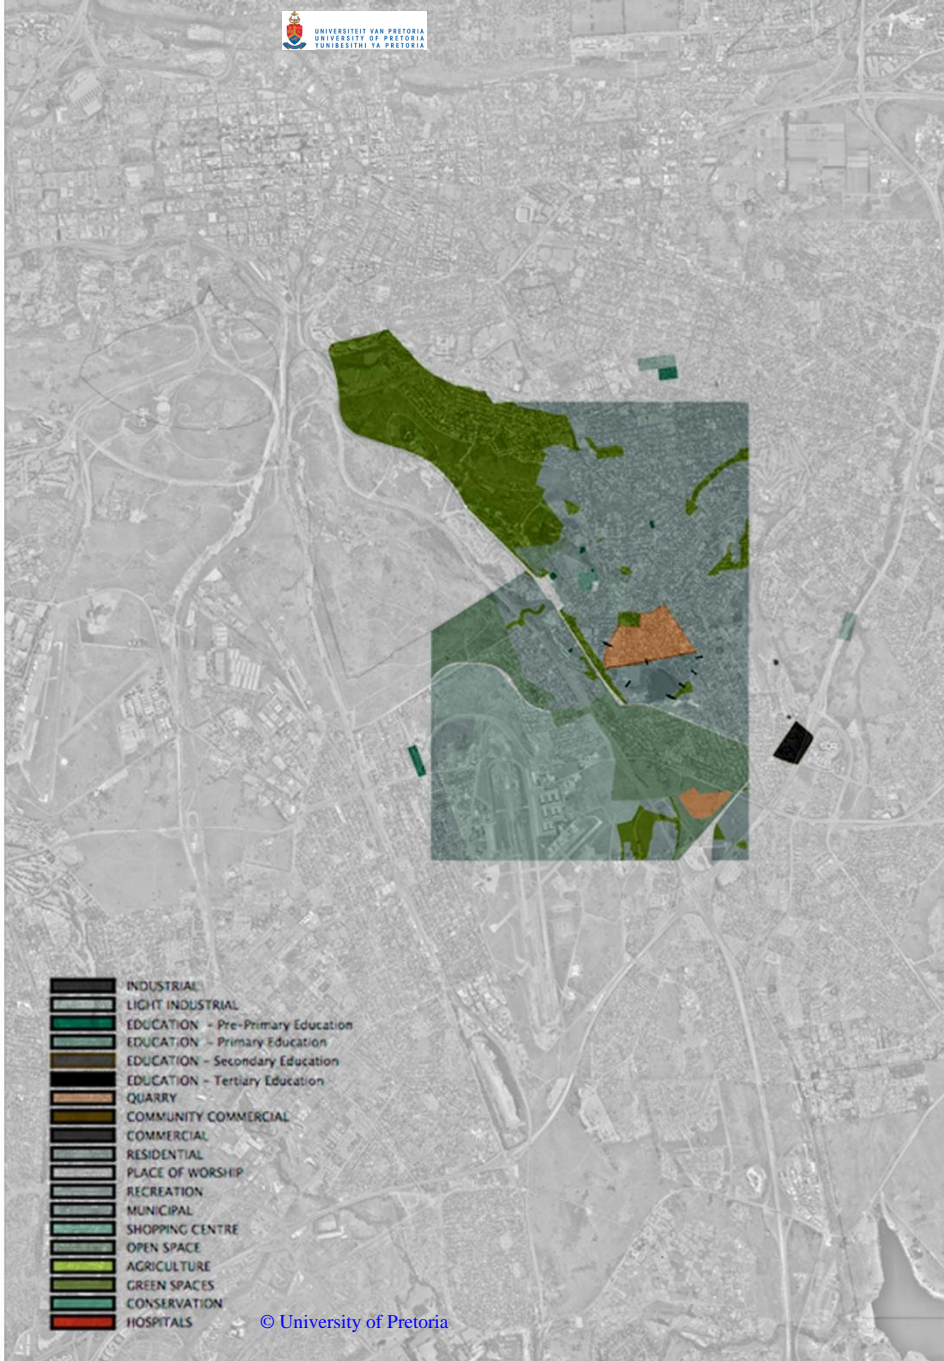 UNIVERSITEIT VAN PRETORIA
UNIVERSITY OF PRETORIA
YUNIBESITHI YA PRETORIA
INDUSTRIAL
LIGHT INDUSTRIAL
EDUCATION - Pre-Primary Education
EDUCATION - Primary Education
EDUCATION - Secondary Education
EDUCATION - Tertiary Education
QUARRY
COMMUNITY COMMERCIAL
COMMERCIAL
RESIDENTIAL
PLACE OF WORSHIP
RECREATION
MUNICIPAL
SHOPPING CENTRE
OPEN SPACE
AGRICULTURE
GREEN SPACES
CONSERVATION
HOSPITALS
© University of Pretoria